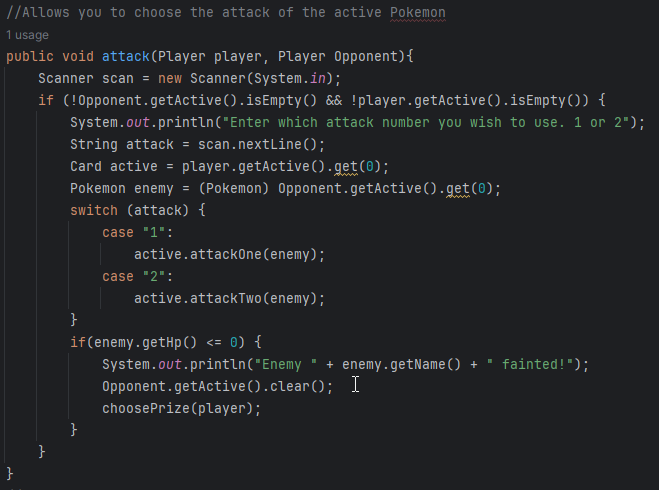 //Allows you to choose the attack of the active Pokemon
1 usage
public void attack(Player player, Player Opponent){
    Scanner scan = new Scanner(System.in);
    if (!Opponent.getActive().isEmpty() && !player.getActive().isEmpty()) {
        System.out.println("Enter which attack number you wish to use. 1 or 2");
        String attack = scan.nextLine();
        Card active = player.getActive().get(0);
        Pokemon enemy = (Pokemon) Opponent.getActive().get(0);
        switch (attack) {
            case "1":
                active.attackOne(enemy);
            case "2":
                active.attackTwo(enemy);
        }
        if(enemy.getHp() <= 0) {
            System.out.println("Enemy " + enemy.getName() + " fainted!");
            Opponent.getActive().clear();
            choosePrize(player);
        }
    }
}